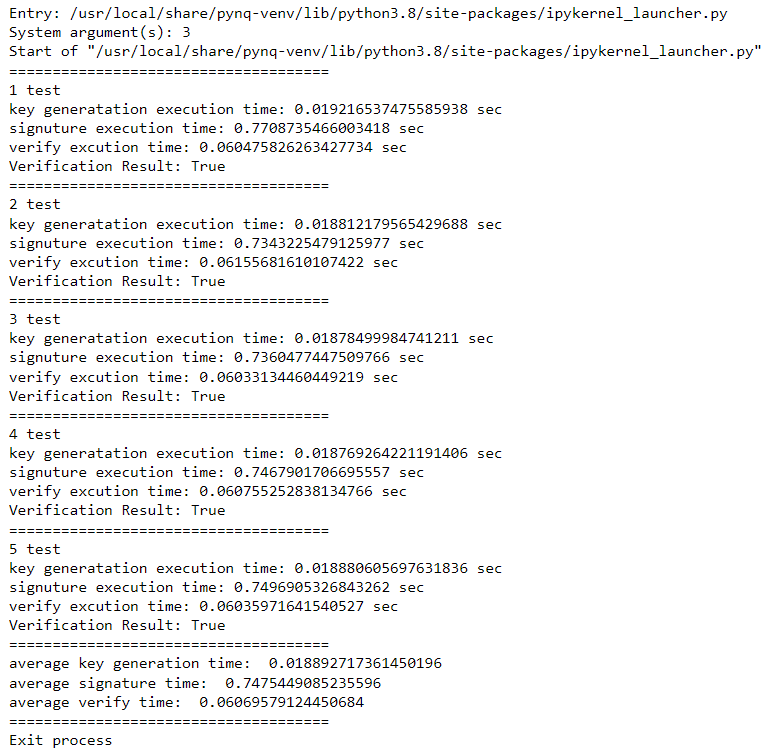 Entry: /usr/local/share/pynq-venv/lib/python3.8/site-packages/ipykernel_launcher.py
System argument(s): 3
Start of "/usr/local/share/pynq-venv/lib/python3.8/site-packages/ipykernel_launcher.py"
=====================================
1 test
key generatation execution time: 0.019216537475585938 sec
signuture execution time: 0.7708735466003418 sec
verify excution time: 0.060475826263427734 sec
Verification Result: True
=====================================
2 test
key generatation execution time: 0.018812179565429688 sec
signuture execution time: 0.7343225479125977 sec
verify excution time: 0.06155681610107422 sec
Verification Result: True
=====================================
3 test
key generatation execution time: 0.01878499984741211 sec
signuture execution time: 0.7360477447509766 sec
verify excution time: 0.06033134460449219 sec
Verification Result: True
=====================================
4 test
key generatation execution time: 0.018769264221191406 sec
signuture execution time: 0.7467901706695557 sec
verify excution time: 0.060755252838134766 sec
Verification Result: True
=====================================
5 test
key generatation execution time: 0.018880605697631836 sec
signuture execution time: 0.7496905326843262 sec
verify excution time: 0.06035971641540527 sec
Verification Result: True
=====================================
average key generation time:  0.018892717361450196
average signature time:  0.7475449085235596
average verify time:  0.06069579124450684
=====================================
Exit process